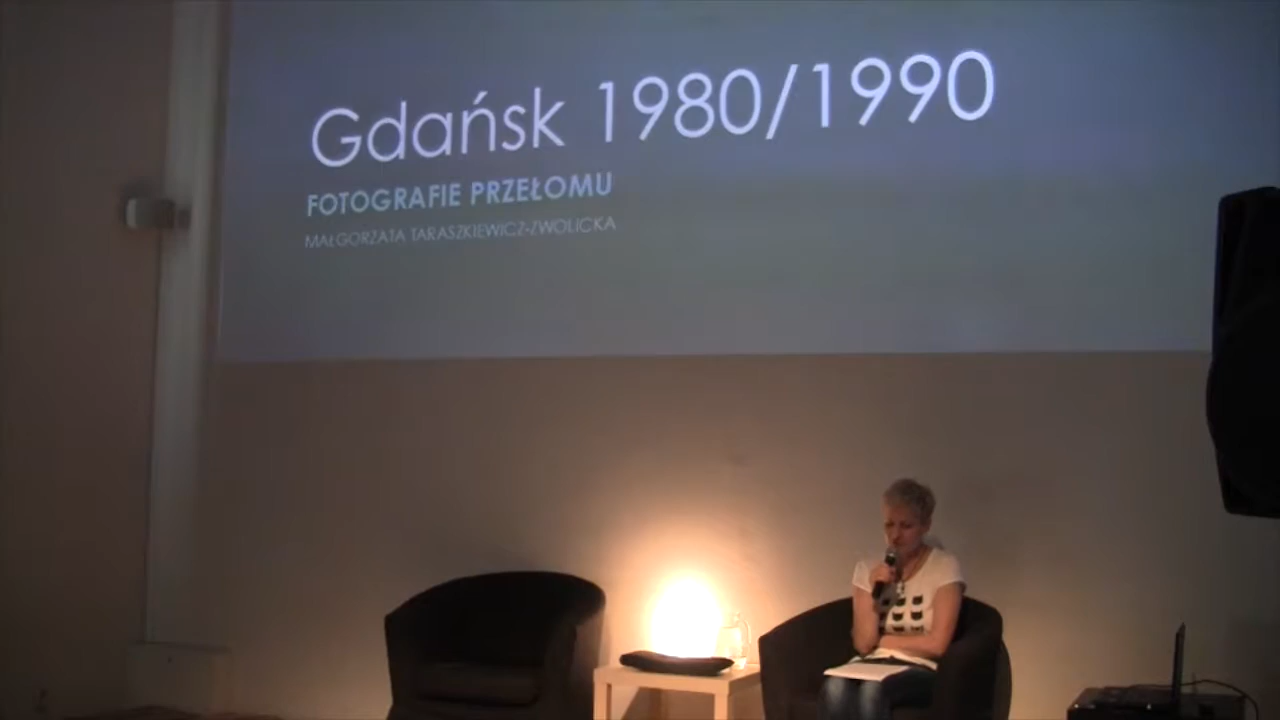 Gdańsk 1980/1990
FOTOGRAFIE PRZEŁOMU
MAŁGORZATA TARASZKIEWICZ-ZWOLICKA